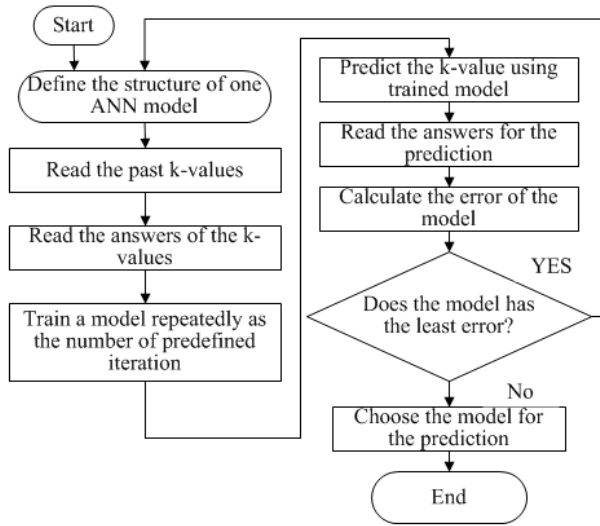 Start
Define the structure of one
ANN model
Read the past k-values
Read the answers of the k-
values
Train a model repeatedly as
the number of predefined
iteration
Predict the k-value using
trained model
Read the answers for the
prediction
Calculate the error of the
model
YES
Does the model has
the least error?
No
Choose the model for
the prediction
End